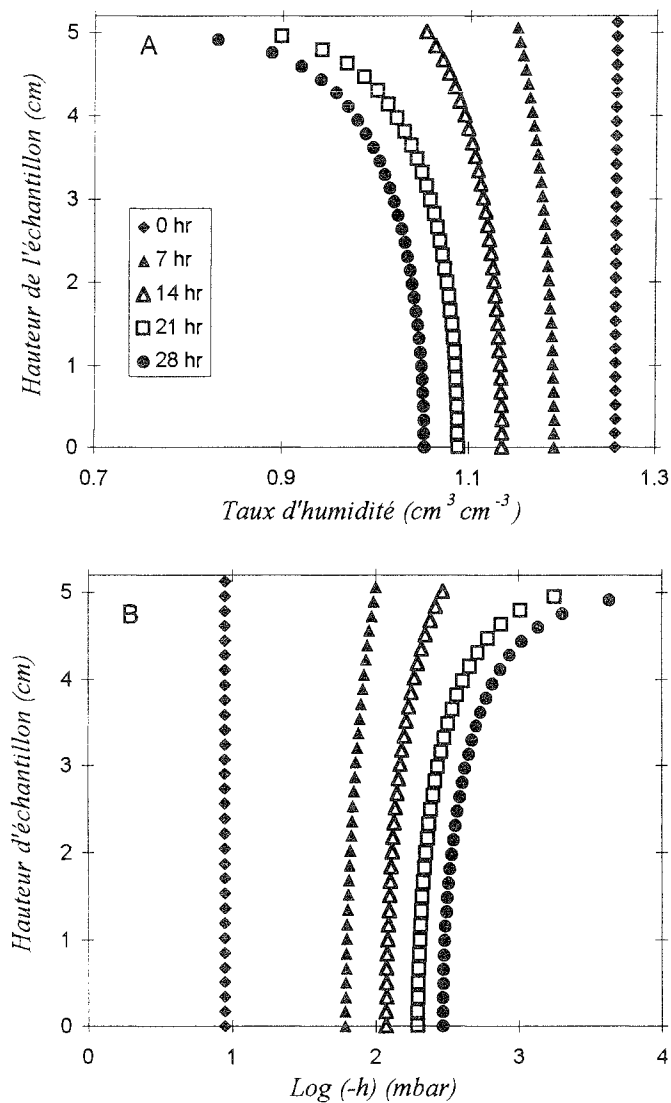 A
Hauteur de l'échantillon (cm)
5
4
3
2
1
0
0 hr
7 hr
14 hr
21 hr
28 hr
0.7
0.9
1.1
1.3
Taux d'humidité (cm³ cm⁻³)
B
Hauteur d'échantillon (cm)
5
4
3
2
1
0
0
1
2
3
4
Log (-h) (mbar)